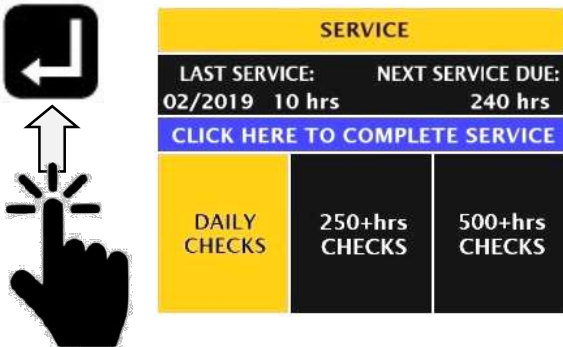 SERVICE
LAST SERVICE: NEXT SERVICE DUE:
02/2019 10 hrs 240 hrs
CLICK HERE TO COMPLETE SERVICE
DAILY CHECKS
250+hrs CHECKS
500+hrs CHECKS